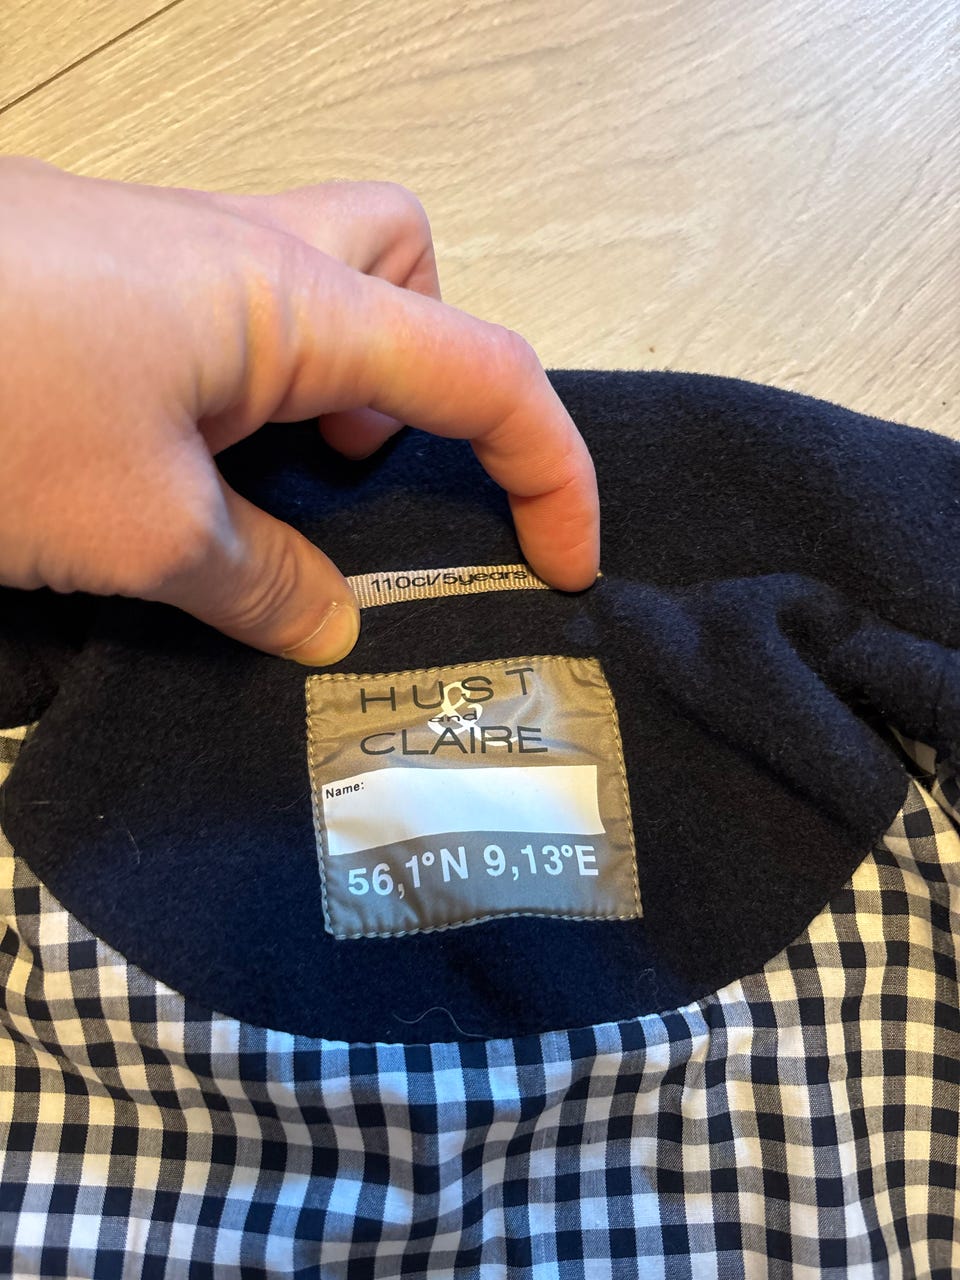 110cl/5years
HUST
&
and
CLAIRE
Name:
56,1°N 9,13°E